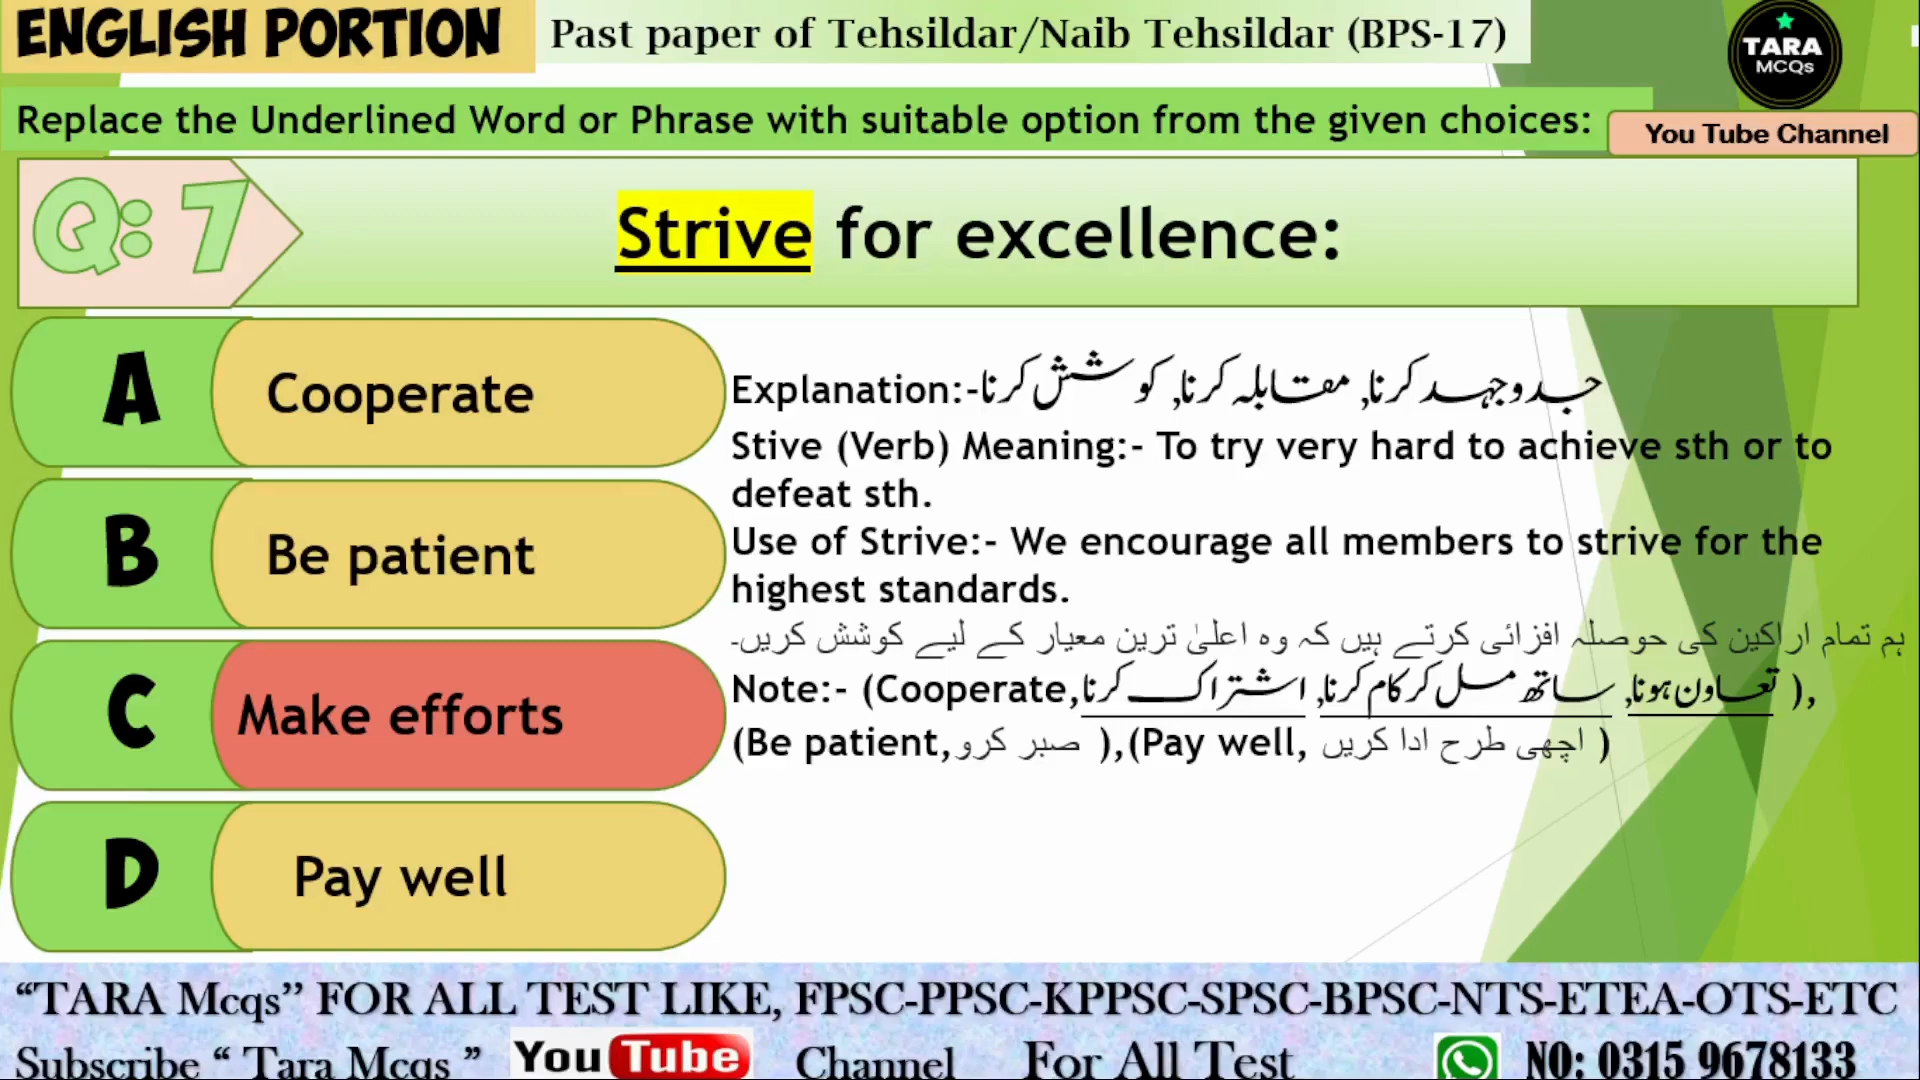 ENGLISH PORTION
Past paper of Tehsildar/Naib Tehsildar (BPS-17)
TARA
MCQs
Replace the Underlined Word or Phrase with suitable option from the given choices:
You Tube Channel
Q: 7
Strive for excellence:
A Cooperate
B Be patient
C Make efforts
D Pay well
Explanation:-جدوجہد کرنا, مقابلہ کرنا, کوشش کرنا
Stive (Verb) Meaning:- To try very hard to achieve sth or to
defeat sth.
Use of Strive:- We encourage all members to strive for the
highest standards.
ہم تمام اراکین کی حوصلہ افزائی کرتے ہیں کہ وہ اعلیٰ ترین معیار کے لیے کوشش کریں۔
Note:- (Cooperate,تعاون ہونا, ساتھ مل کر کام کرنا, اشتراک کرنا ),
(Be patient,صبر کرو ),(Pay well, اچھی طرح ادا کریں )
“TARA Mcqs” FOR ALL TEST LIKE, FPSC-PPSC-KPPSC-SPSC-BPSC-NTS-ETEA-OTS-ETC
Subscribe “ Tara Mcqs ” You Tube Channel For All Test NO: 0315 9678133